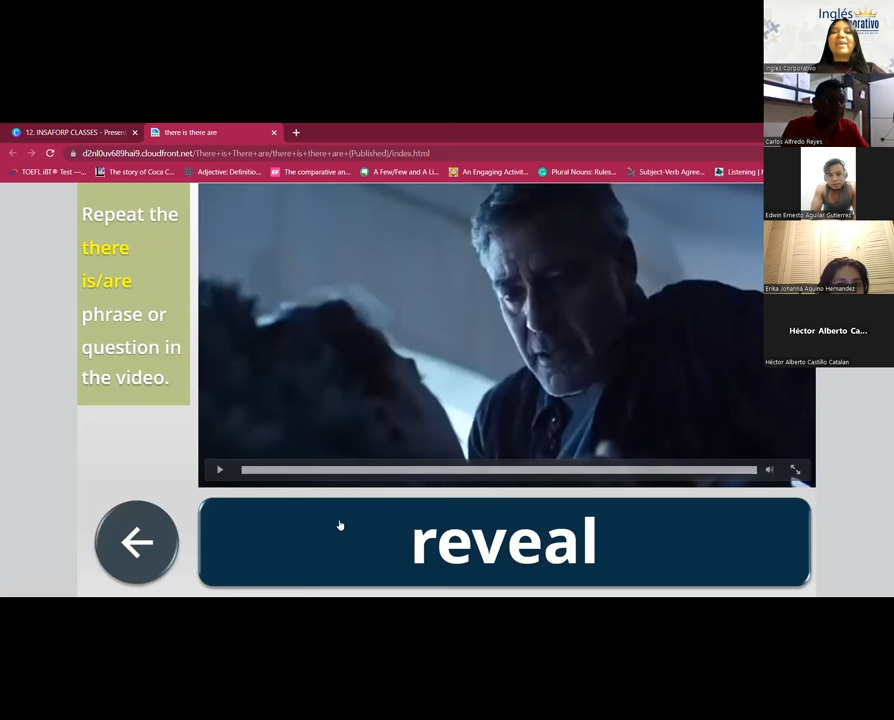 Inglés
Corporativo
Inglés Corporativo
12. INSAFORP CLASSES - Present
there is there are
d2nl0uv689hai9.cloudfront.net/There+is+There+are/there+is+there+are+(Published)/index.html
TOEFL iBT® Test —...
The story of Coca C...
Adjective: Definitio...
The comparative an...
A Few/Few and A Li...
An Engaging Activit...
Plural Nouns: Rules...
Subject-Verb Agree...
Listening |
Carlos Alfredo Reyes
Edwin Ernesto Aguilar Gutierrez
Erika Johanna Aquino Hernandez
Héctor Alberto Ca...
Héctor Alberto Castillo Catalan
Repeat the
there
is/are
phrase or
question in
the video.
reveal